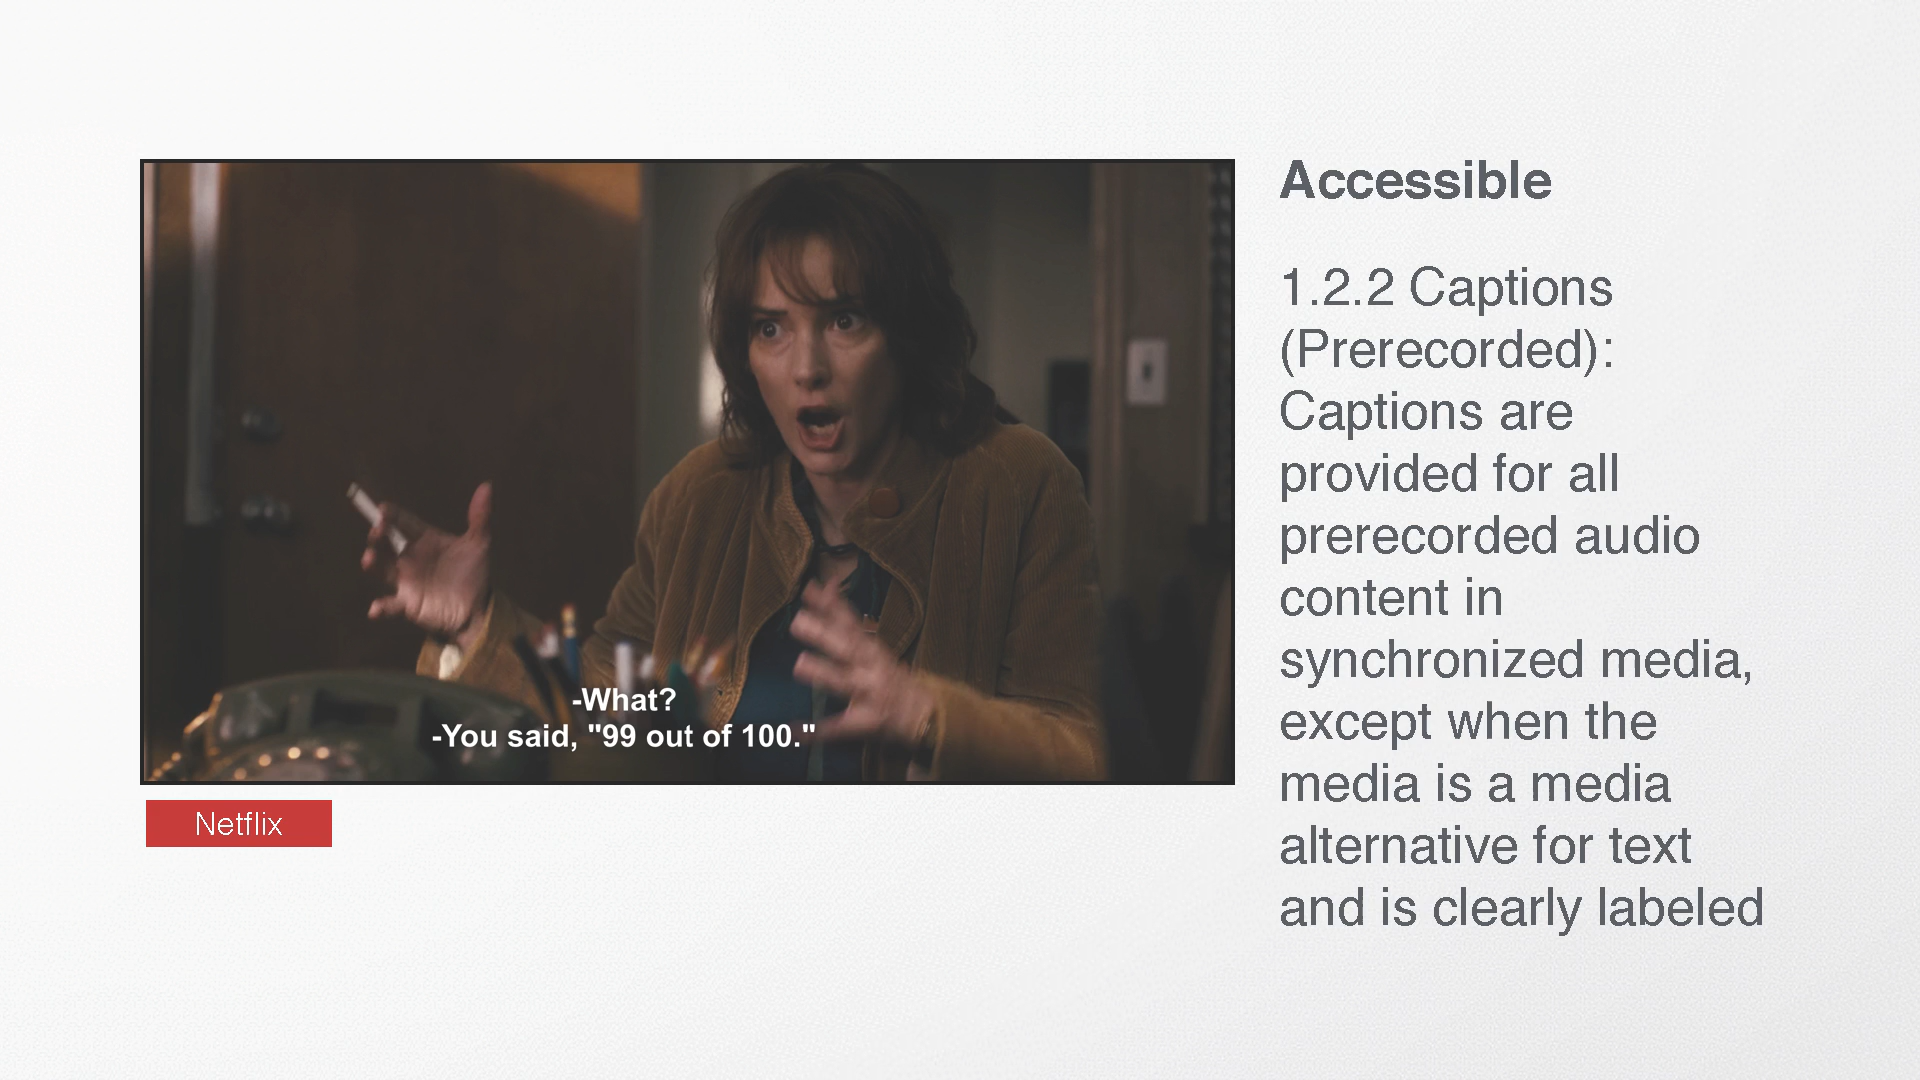 -What?
-You said, "99 out of 100."
Netflix
Accessible
1.2.2 Captions
(Prerecorded):
Captions are
provided for all
prerecorded audio
content in
synchronized media,
except when the
media is a media
alternative for text
and is clearly labeled